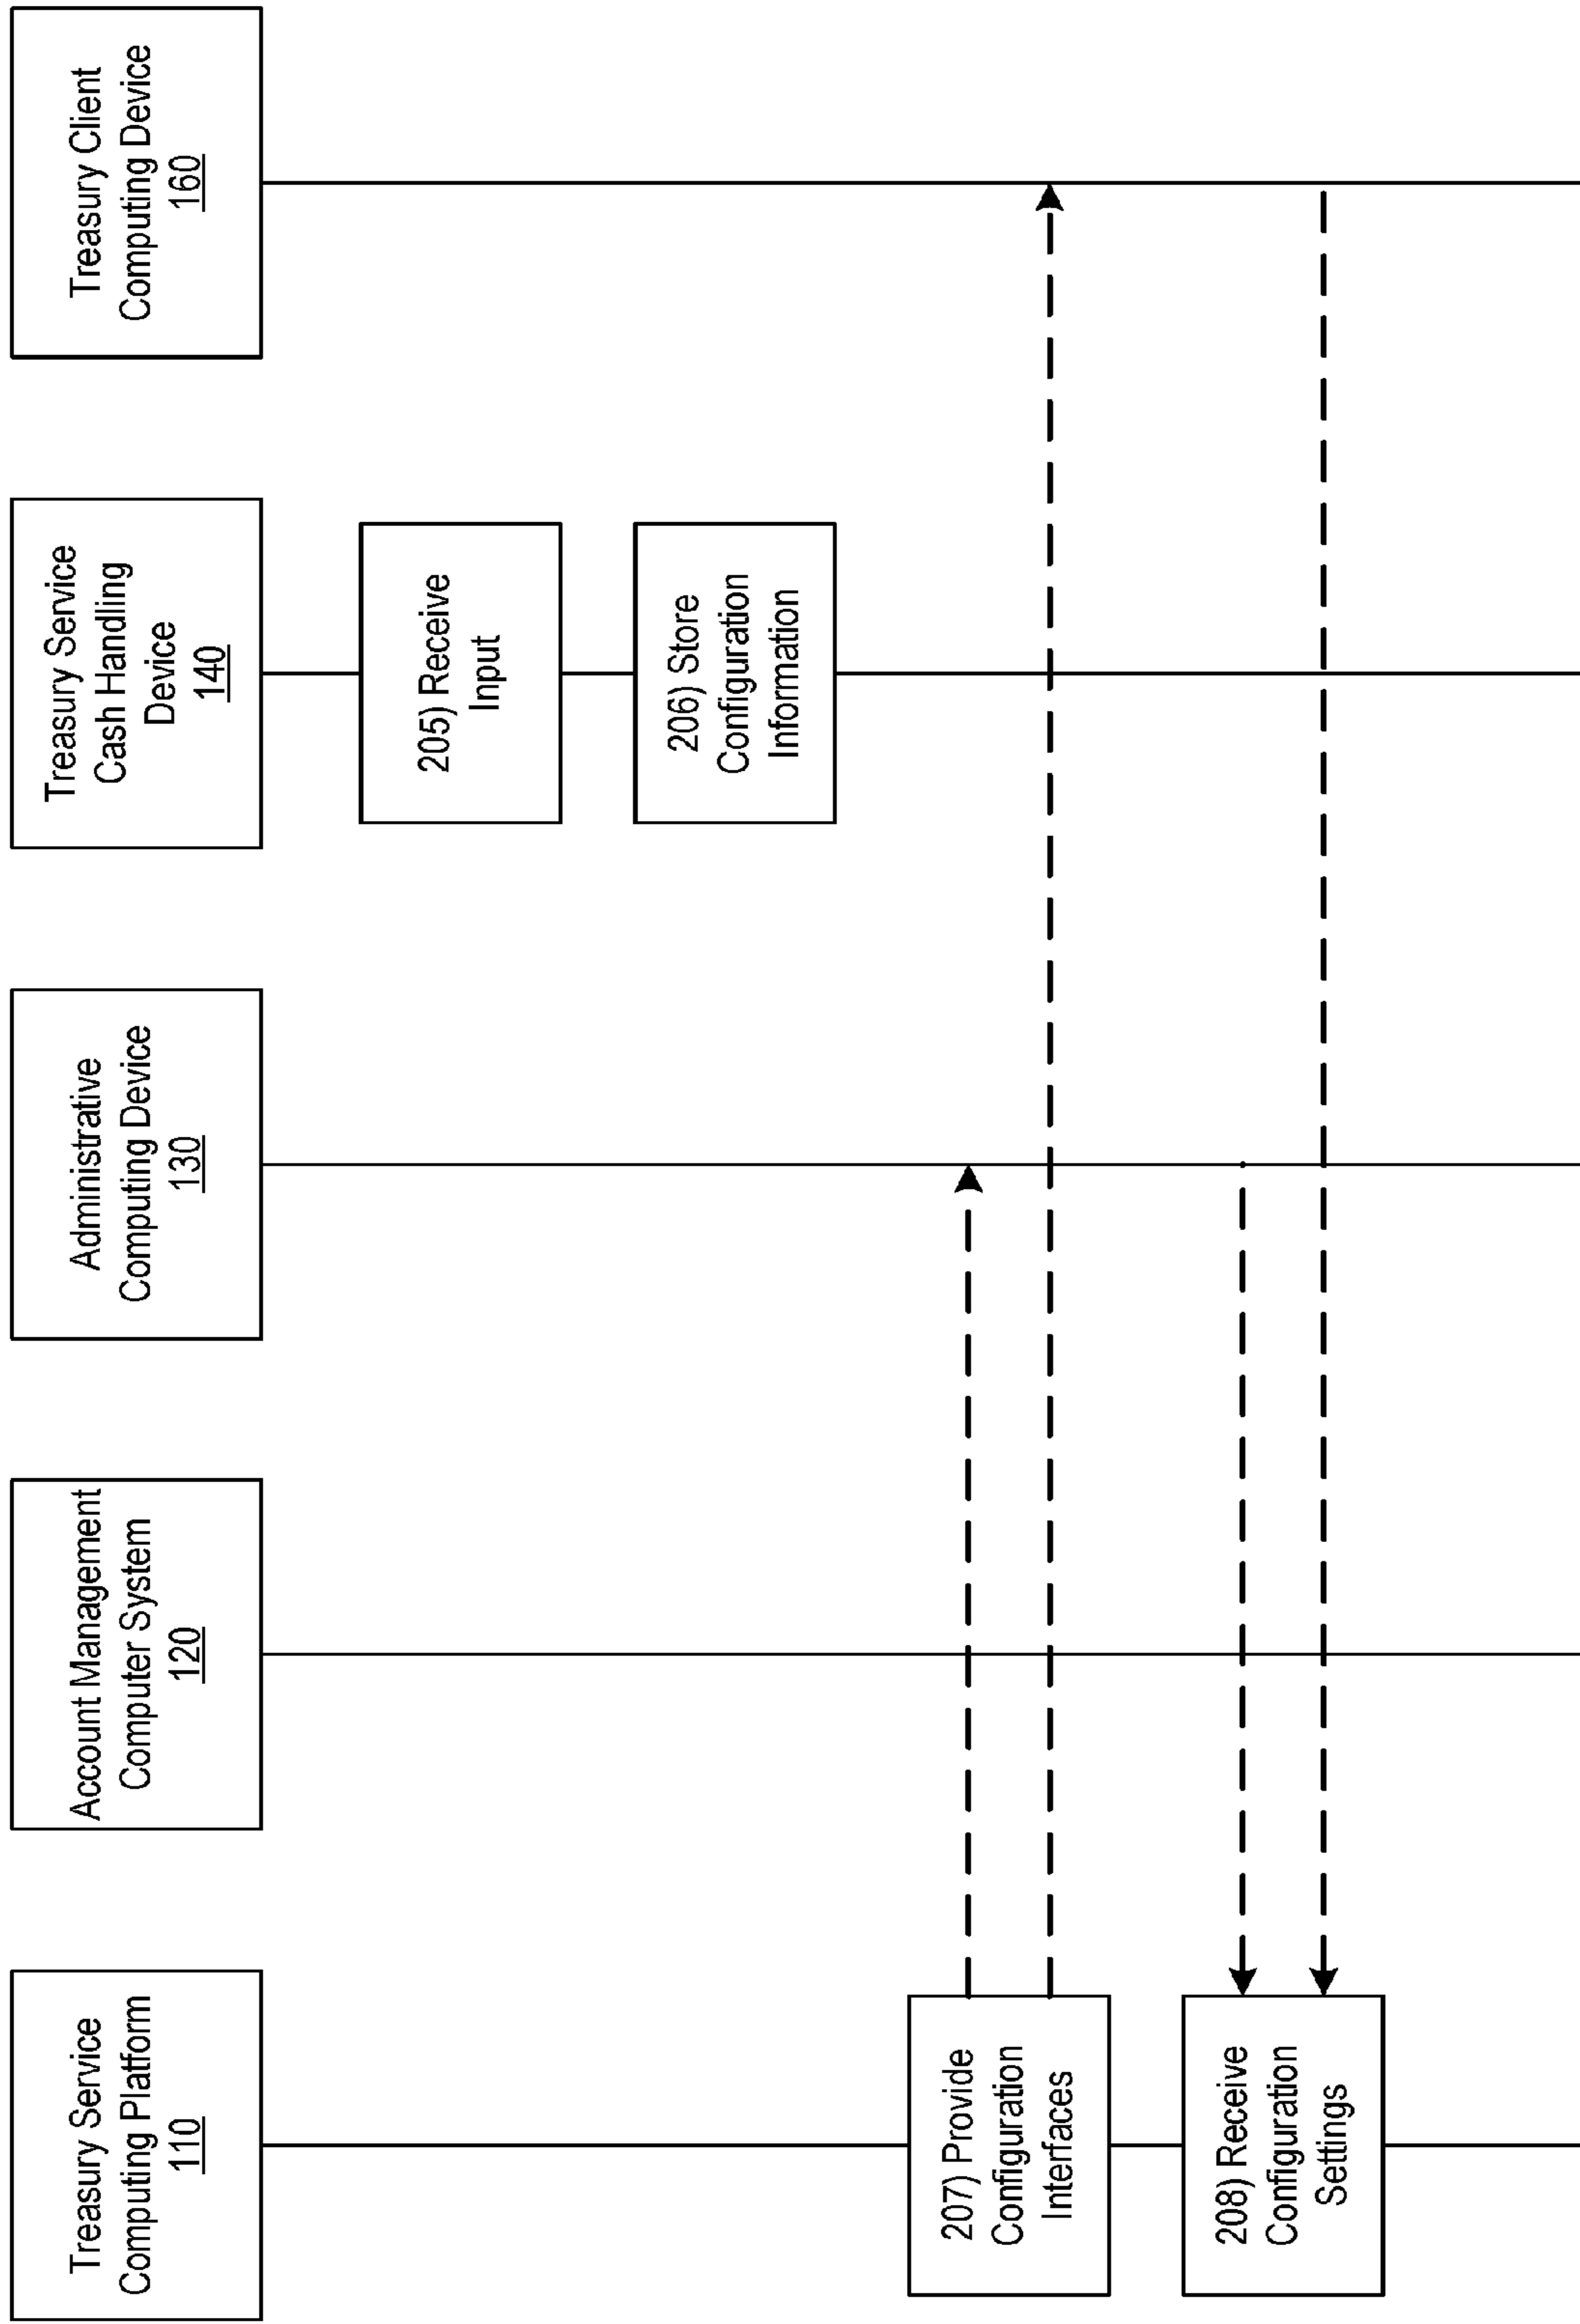 Treasury Service
Computing Platform
110
Account Management
Computer System
120
Administrative
Computing Device
130
Treasury Service
Cash Handling
Device
140
Treasury Client
Computing Device
160
205) Receive
Input
206) Store
Configuration
Information
207) Provide
Configuration
Interfaces
208) Receive
Configuration
Settings